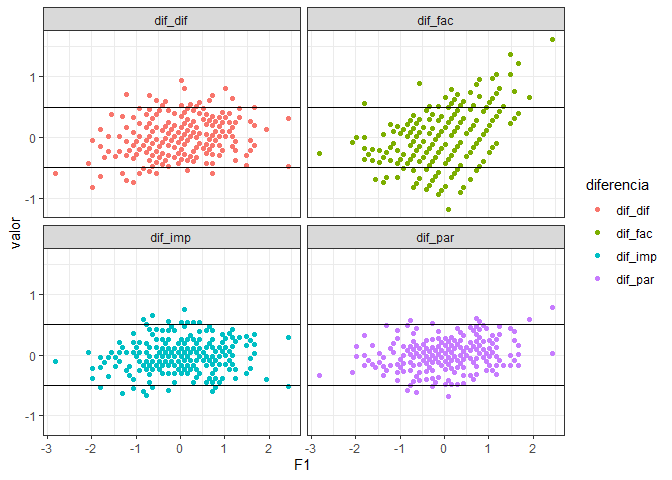 dif_dif
dif_fac
1
0
-1
dif_imp
dif_par
1
0
-1
-3
-2
-1
0
1
2
-3
-2
-1
0
1
2
F1
valor
diferencia
dif_dif
dif_fac
dif_imp
dif_par